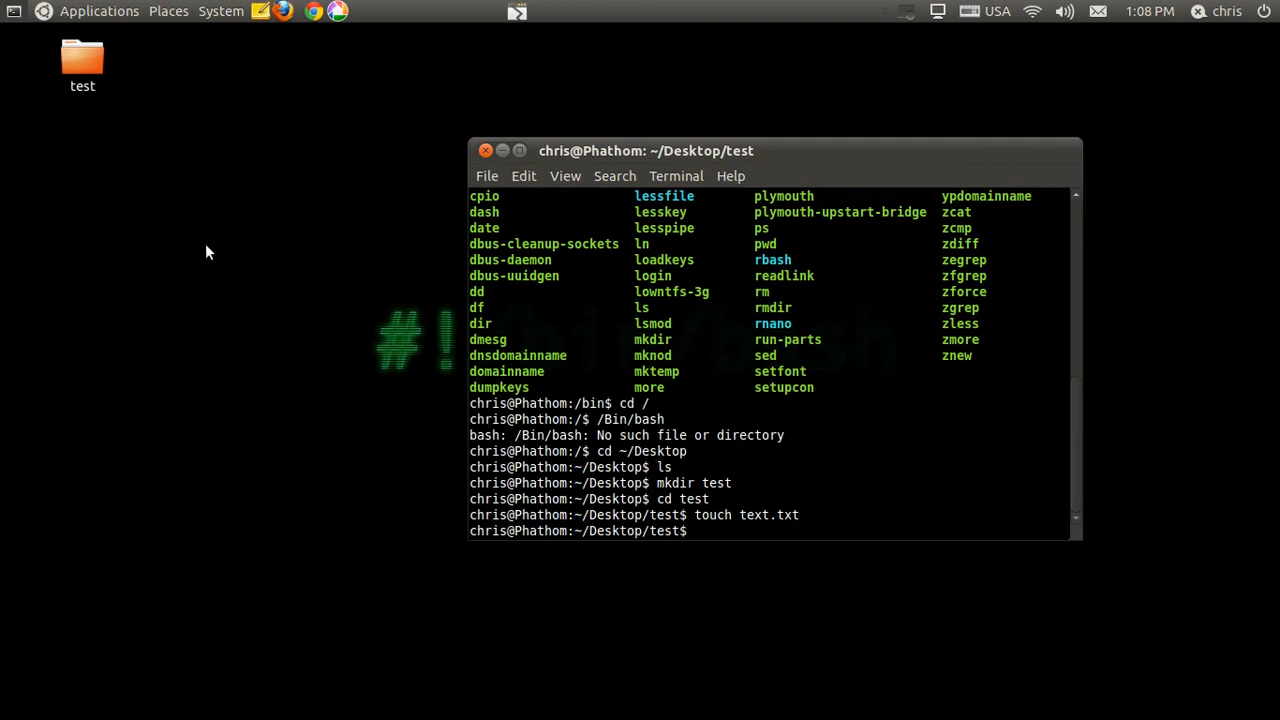 Applications Places System USA 1:08 PM chris
test
chris@Phathom: ~/Desktop/test
File Edit View Search Terminal Help
cpio lessfile plymouth ypdomainname
dash lesskey plymouth-upstart-bridge zcat
date lesspipe ps zcmp
dbus-cleanup-sockets ln pwd zdiff
dbus-daemon loadkeys rbash zegrep
dbus-uuidgen login readlink zfgrep
dd lowntfs-3g rm zforce
df ls rmdir zgrep
dir lsmod rnano zless
dmesg mkdir run-parts zmore
dnsdomainname mknod sed znew
domainname mktemp setfont
dumpkeys more setupcon
chris@Phathom:/bin$ cd /
chris@Phathom:/$ /Bin/bash
bash: /Bin/bash: No such file or directory
chris@Phathom:/$ cd ~/Desktop
chris@Phathom:~/Desktop$ ls
chris@Phathom:~/Desktop$ mkdir test
chris@Phathom:~/Desktop$ cd test
chris@Phathom:~/Desktop/test$ touch text.txt
chris@Phathom:~/Desktop/test$
#!